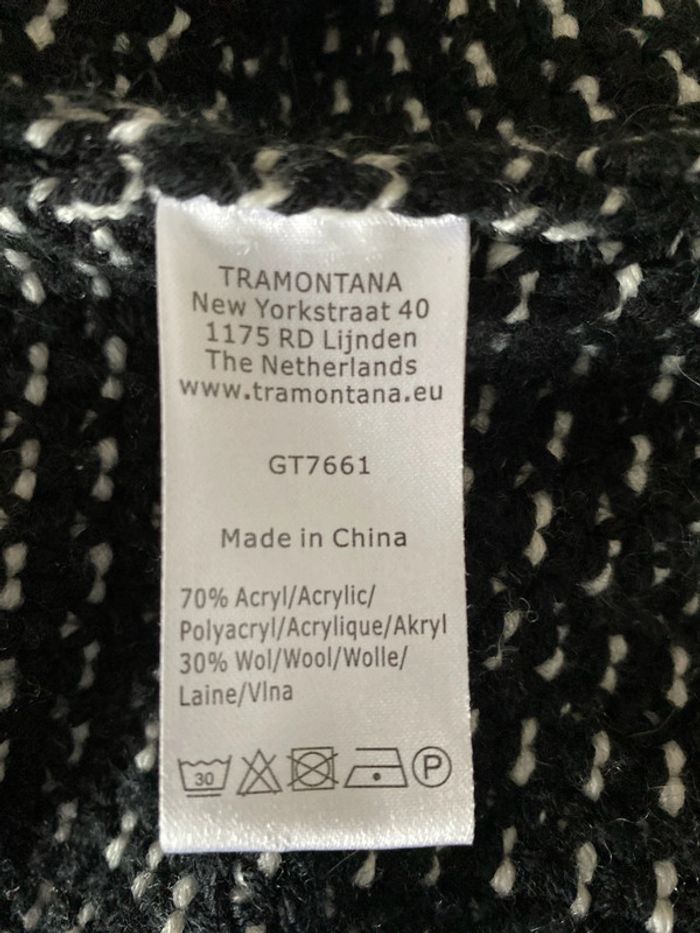 TRAMONTANA
New Yorkstraat 40
1175 RD Lijnden
The Netherlands
www.tramontana.eu
GT7661
Made in China
70% Acryl/Acrylic/
Polyacryl/Acrylique/Akryl
30% Wol/Wool/Wolle/
Laine/Vlna
30 P